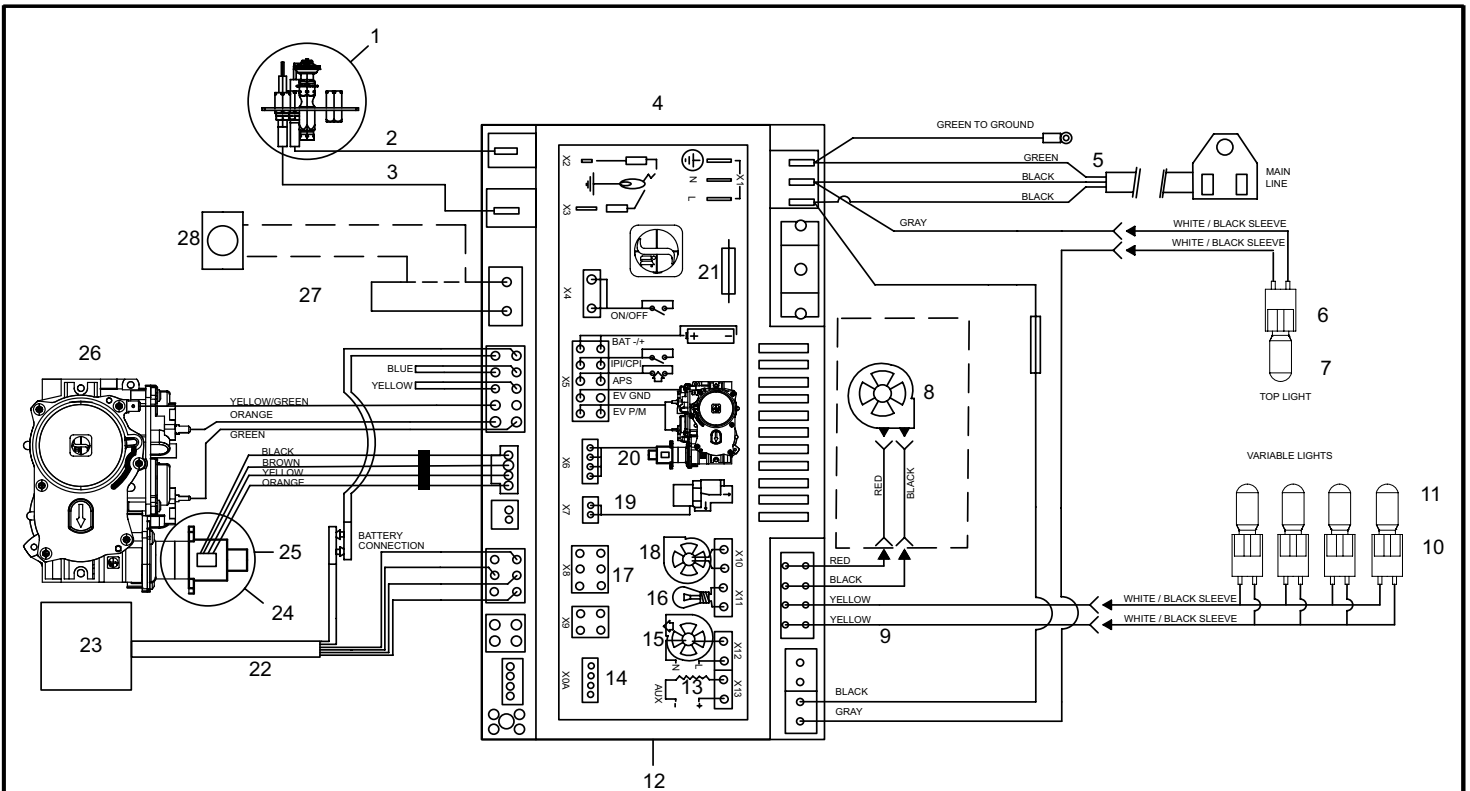 1
2
3
4
5
GREEN TO GROUND
GREEN
BLACK
BLACK
MAIN
LINE
GRAY
WHITE / BLACK SLEEVE
WHITE / BLACK SLEEVE
6
7
TOP LIGHT
28
27
X2
X3
N
L
X1
21
X4
ON/OFF
BAT -/+
+ -
IPI/CPI
APS
EV GND
EV P/M
X5
26
BLUE
YELLOW
YELLOW/GREEN
ORANGE
GREEN
BLACK
BROWN
YELLOW
ORANGE
X6
20
X7
19
8
RED
BLACK
VARIABLE LIGHTS
11
10
BATTERY
CONNECTION
25
24
23
22
X8
17
18
X10
16
X11
X9
15
N
L
X12
X0A
14
AUX
13
- +
X13
12
RED
BLACK
YELLOW
YELLOW
9
WHITE / BLACK SLEEVE
WHITE / BLACK SLEEVE
BLACK
GRAY